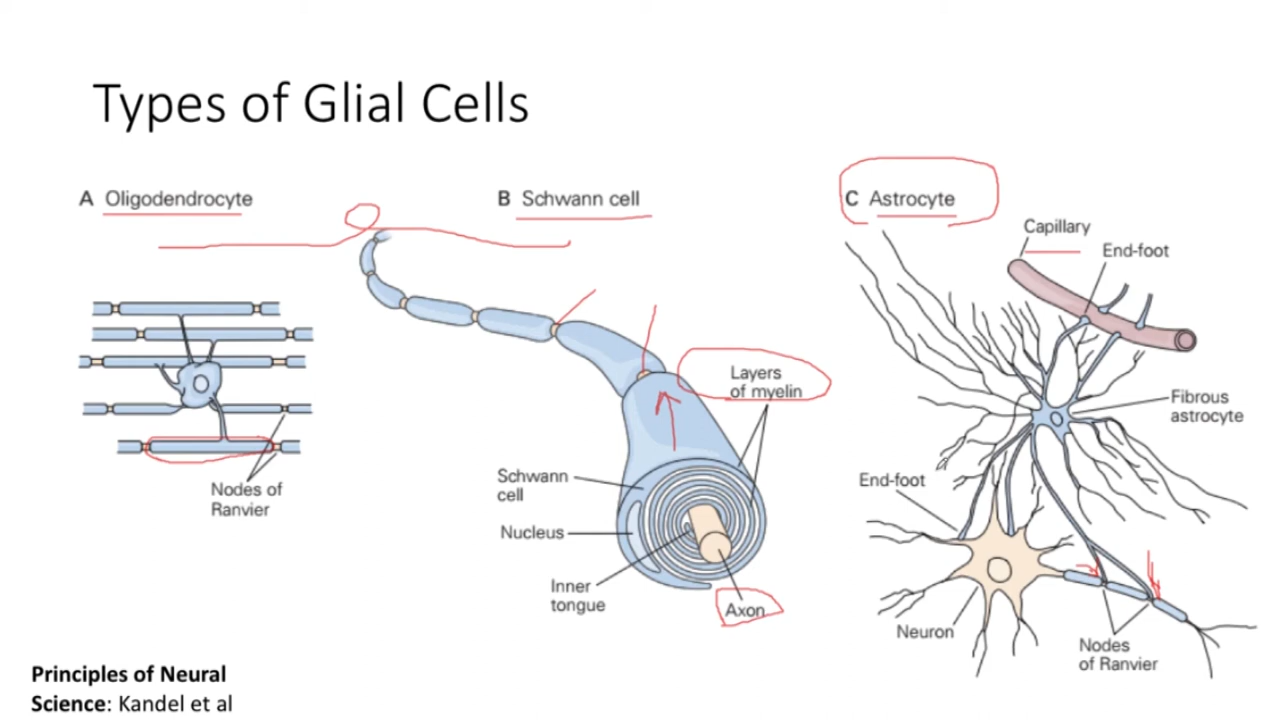 Types of Glial Cells
A Oligodendrocyte
Nodes of
Ranvier
B Schwann cell
Layers
of myelin
Schwann
cell
Nucleus
Inner
tongue
Axon
C Astrocyte
Capillary
End-foot
Fibrous
astrocyte
End-foot
Neuron
Nodes
of Ranvier
Principles of Neural
Science: Kandel et al